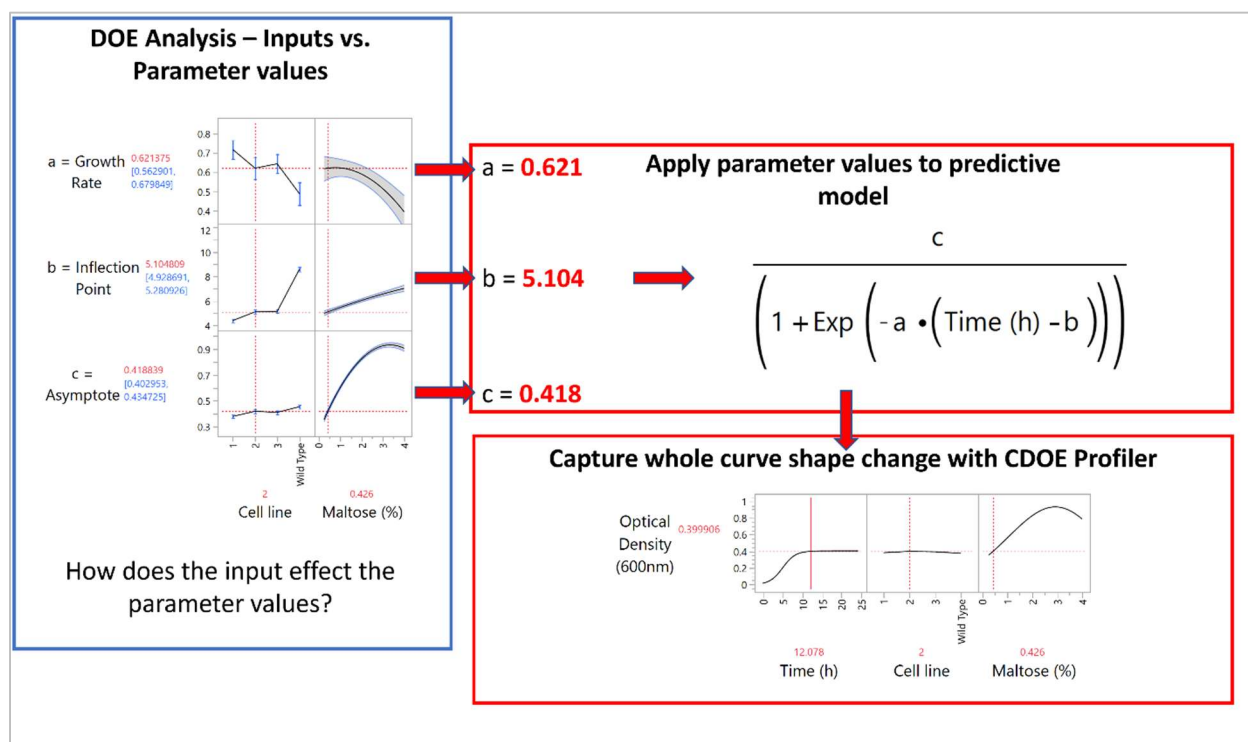 DOE Analysis – Inputs vs.
Parameter values
a = Growth
Rate
0.621375
[0.562901,
0.679849]
0.8
0.7
0.6
0.5
0.4
b = Inflection
Point
5.104809
[4.928691,
5.280926]
12
10
8
6
4
c =
Asymptote
0.418839
[0.402953,
0.434725]
0.9
0.7
0.5
0.3
1
2
3
Wild Type
0
1
2
3
4
2
Cell line
0.426
Maltose (%)
How does the input effect the
parameter values?
a = 0.621
b = 5.104
c = 0.418
Apply parameter values to predictive
model
c
(1 + Exp (-a • (Time (h) – b)))
Capture whole curve shape change with CDOE Profiler
Optical
Density
(600nm)
0.399906
1
0.8
0.6
0.4
0.2
0
0
5
10
15
20
25
1
2
3
Wild Type
0
1
2
3
4
12.078
Time (h)
2
Cell line
0.426
Maltose (%)